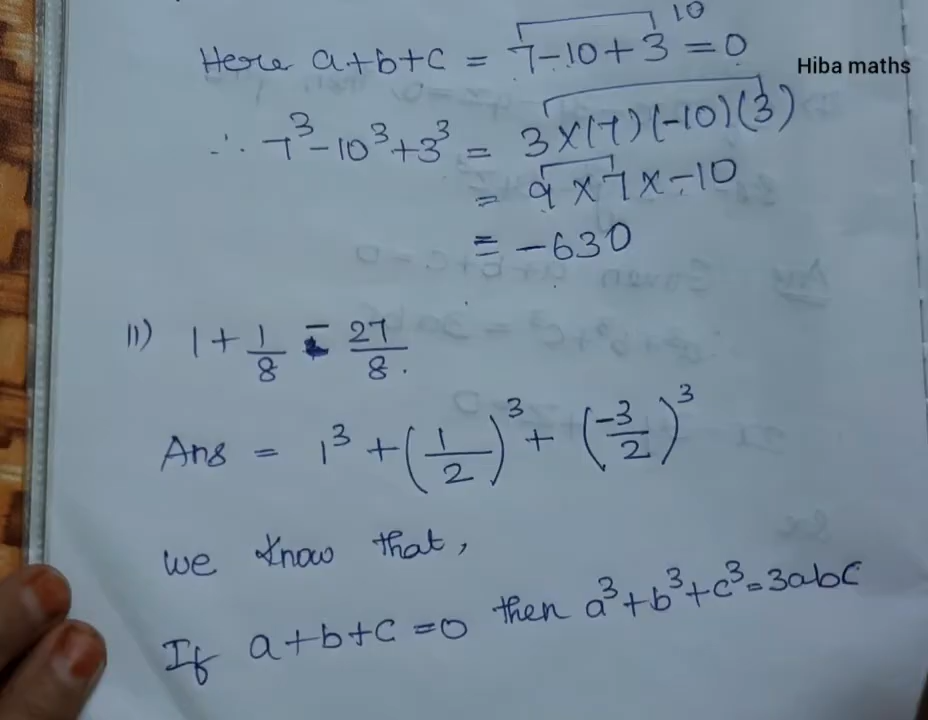 10
Here a+b+c = 7-10+3 = 0
Hiba maths
∴ 7³-10³+3³ = 3×(7)(-10)(3)
= 9×7×-10
= -630
11) 1 + 1/8 - 27/8.
Ans = 1³ + (1/2)³ + (-3/2)³
we know that,
If a+b+c=0 then a³+b³+c³=3abc